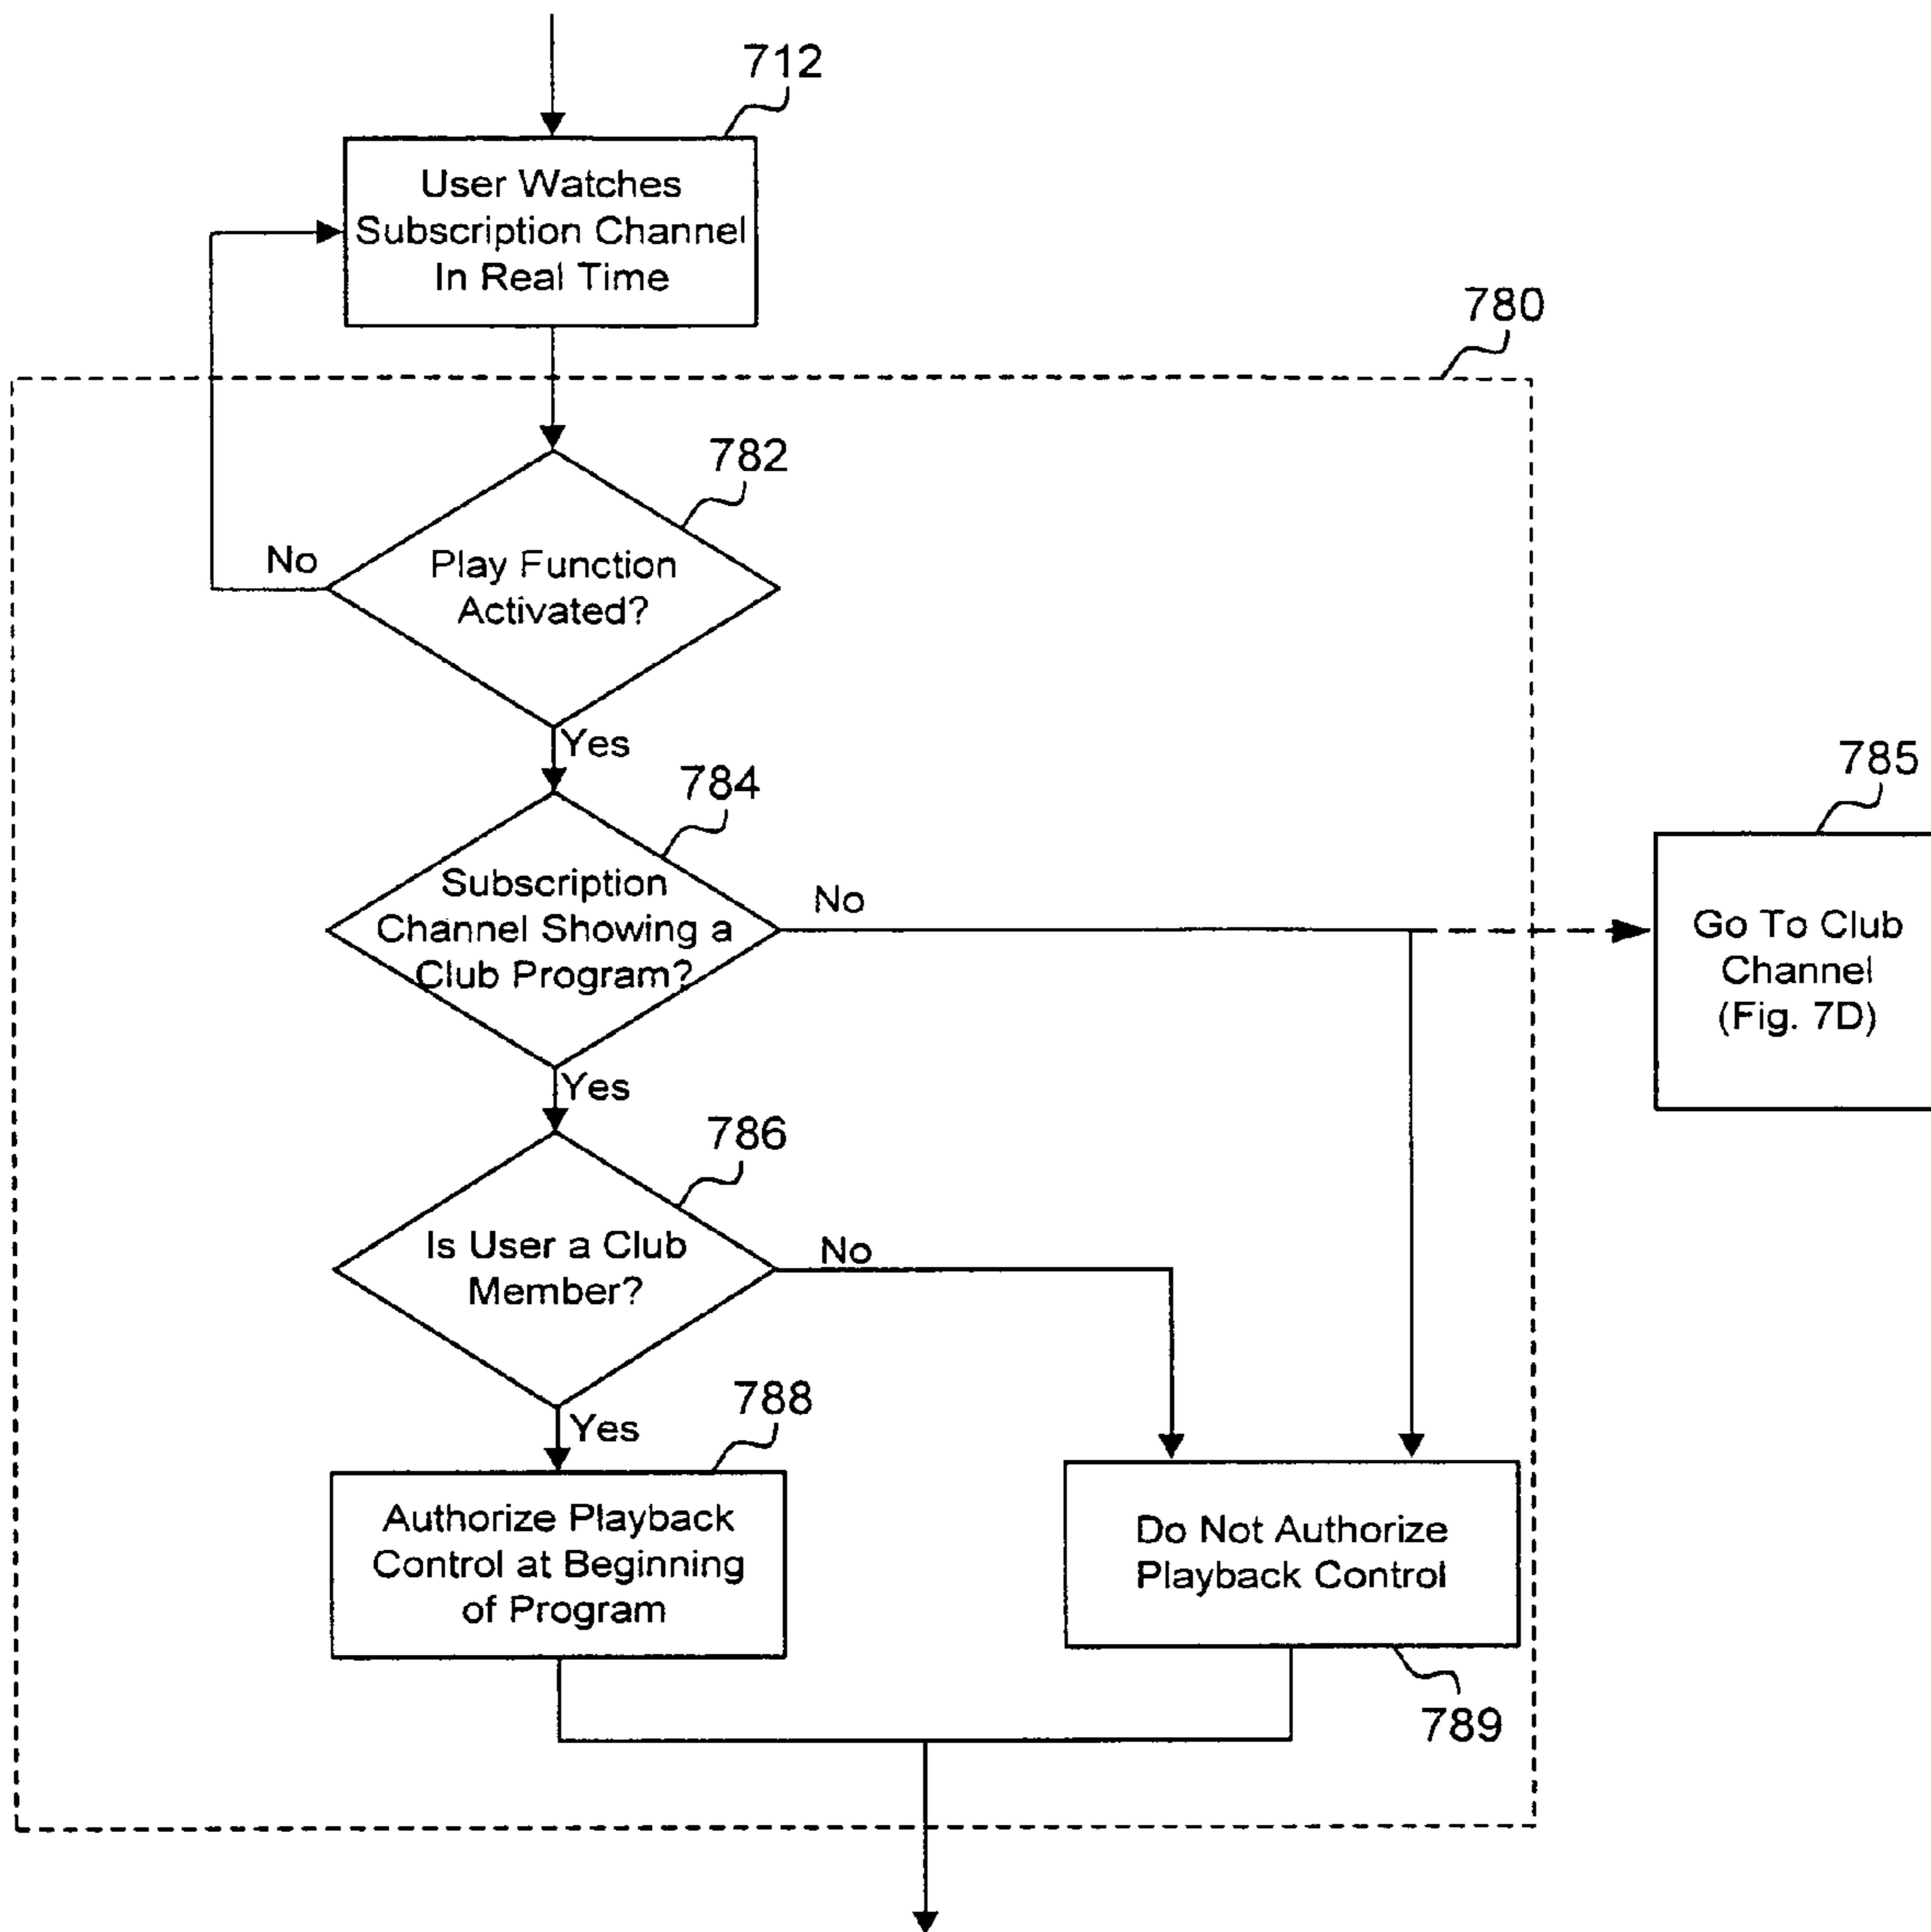 712
User Watches
Subscription Channel
In Real Time
780
782
No
Play Function
Activated?
Yes
784
785
Subscription
Channel Showing a
Club Program?
No
Go To Club
Channel
(Fig. 7D)
Yes
786
Is User a Club
Member?
No
Yes
788
Authorize Playback
Control at Beginning
of Program
Do Not Authorize
Playback Control
789